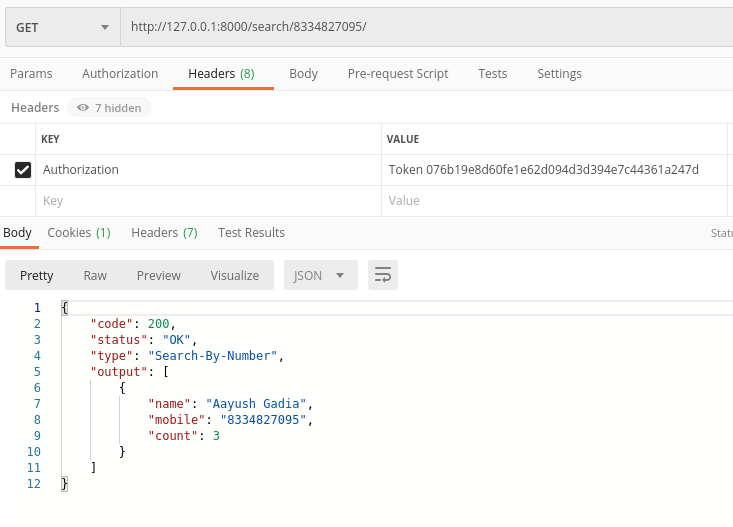 GET http://127.0.0.1:8000/search/8334827095/
Params Authorization Headers (8) Body Pre-request Script Tests Settings
Headers 7 hidden
KEY VALUE
Authorization Token 076b19e8d60fe1e62d094d3d394e7c44361a247d
Key Value
Body Cookies (1) Headers (7) Test Results Statu
Pretty Raw Preview Visualize JSON
1 {
2 "code": 200,
3 "status": "OK",
4 "type": "Search-By-Number",
5 "output": [
6 {
7 "name": "Aayush Gadia",
8 "mobile": "8334827095",
9 "count": 3
10 }
11 ]
12 }